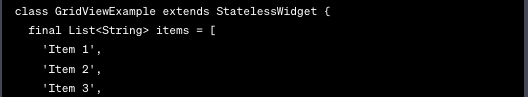 class GridViewExample extends StatelessWidget {
  final List<String> items = [
    'Item 1',
    'Item 2',
    'Item 3',